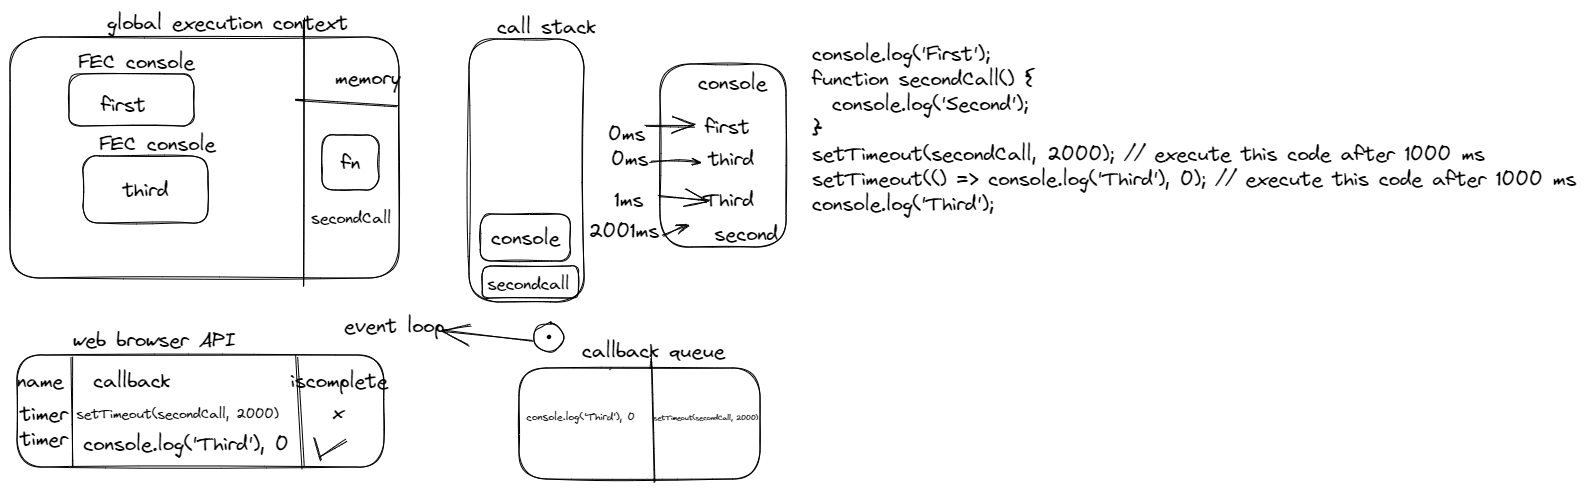 global execution context
FEC console
first
FEC console
third
memory
fn
secondCall
call stack
console
secondcall
console
0ms first
0ms third
1ms Third
2001ms second
console.log('First');
function secondCall() {
console.log('Second');
}
setTimeout(secondCall, 2000); // execute this code after 1000 ms
setTimeout(() => console.log('Third'), 0); // execute this code after 1000 ms
console.log('Third');
event loop
web browser API
name callback iscomplete
timer setTimeout(secondCall, 2000) x
timer console.log('Third'), 0
callback queue
console.log('Third'), 0
setTimeout(secondCall, 2000)